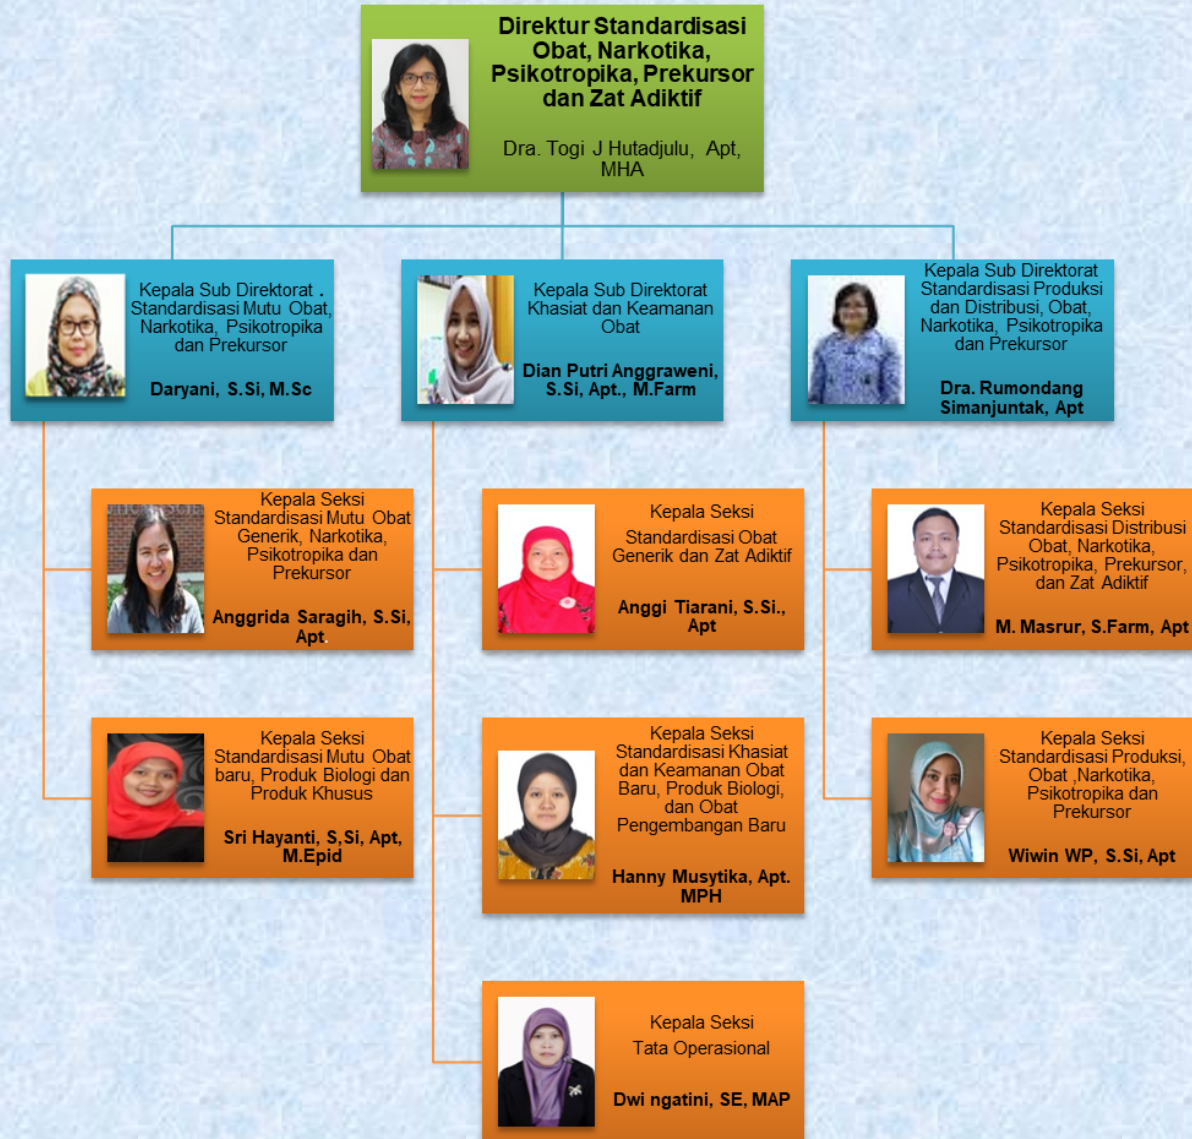 Direktur Standardisasi
Obat, Narkotika,
Psikotropika, Prekursor
dan Zat Adiktif
Dra. Togi J Hutadjulu, Apt,
MHA
Kepala Sub Direktorat .
Standardisasi Mutu Obat,
Narkotika, Psikotropika
dan Prekursor
Daryani, S.Si, M.Sc
Kepala Sub Direktorat
Khasiat dan Keamanan
Obat
Dian Putri Anggraweni,
S.Si, Apt., M.Farm
Kepala Sub Direktorat
Standardisasi Produksi
dan Distribusi, Obat,
Narkotika, Psikotropika
dan Prekursor
Dra. Rumondang
Simanjuntak, Apt
Kepala Seksi
Standardisasi Mutu Obat
Generik, Narkotika,
Psikotropika dan
Prekursor
Anggrida Saragih, S.Si,
Apt.
Kepala Seksi
Standardisasi Obat
Generik dan Zat Adiktif
Anggi Tiarani, S.Si.,
Apt
Kepala Seksi
Standardisasi Distribusi
Obat, Narkotika,
Psikotropika, Prekursor,
dan Zat Adiktif
M. Masrur, S.Farm, Apt
Kepala Seksi
Standardisasi Mutu Obat
baru, Produk Biologi dan
Produk Khusus
Sri Hayanti, S,Si, Apt,
M.Epid
Kepala Seksi
Standardisasi Khasiat
dan Keamanan Obat
Baru, Produk Biologi,
dan Obat
Pengembangan Baru
Hanny Musytika, Apt.
MPH
Kepala Seksi
Standardisasi Produksi,
Obat ,Narkotika,
Psikotropika dan
Prekursor
Wiwin WP, S.Si, Apt
Kepala Seksi
Tata Operasional
Dwi ngatini, SE, MAP